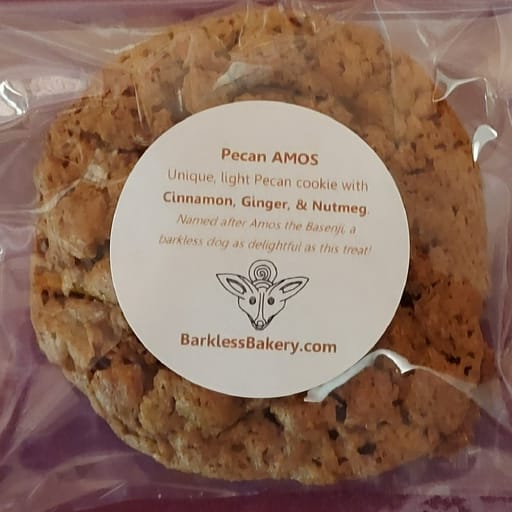 Pecan AMOS
Unique, light Pecan cookie with
Cinnamon, Ginger, & Nutmeg.
Named after Amos the Basenji, a
barkless dog as delightful as this treat!
BarklessBakery.com